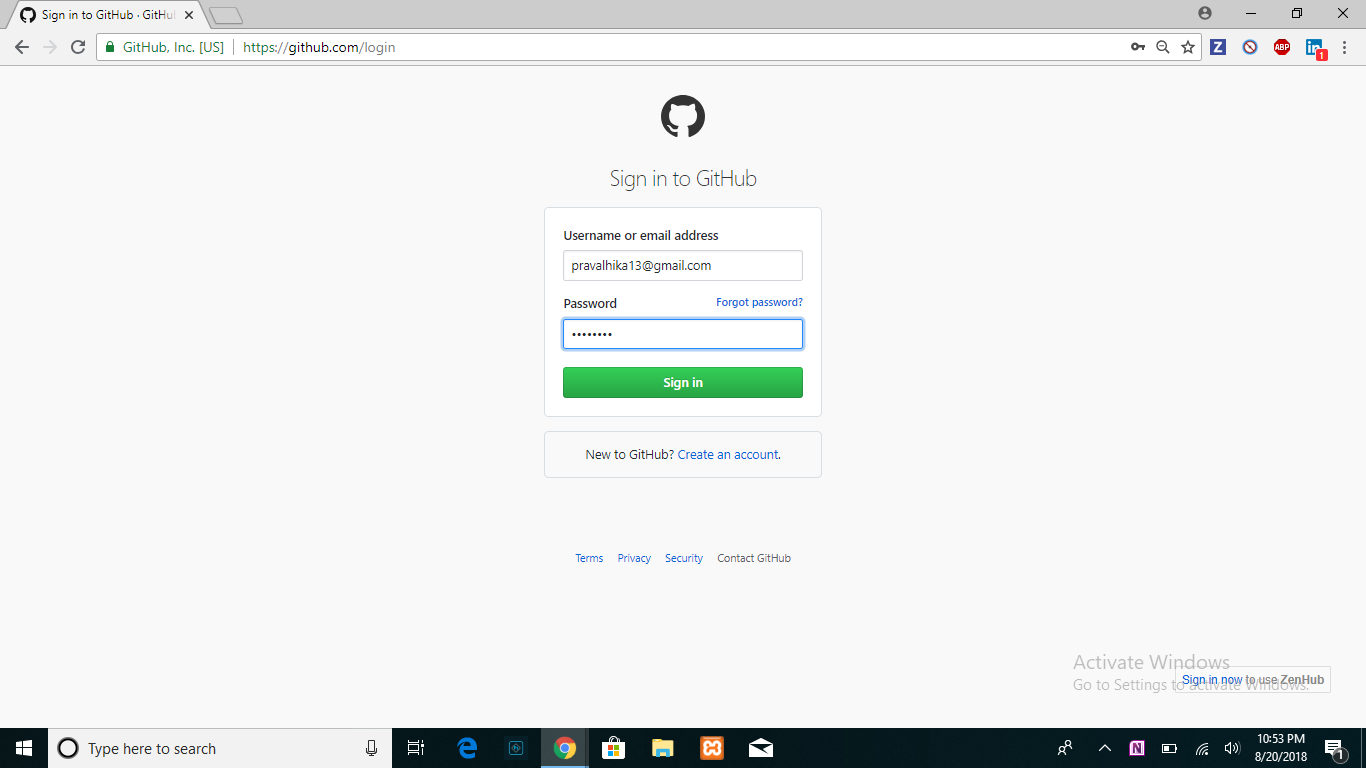 Sign in to GitHub · GitHu
GitHub, Inc. [US]
https://github.com/login
Z
ABP
in
1
Sign in to GitHub
Username or email address
pravalhika13@gmail.com
Password
Forgot password?
••••••••
Sign in
New to GitHub? Create an account.
Terms
Privacy
Security
Contact GitHub
Activate Windows
Go to Settings to activate Windows.
Sign in now to use ZenHub
Type here to search
N
10:53 PM
8/20/2018
1